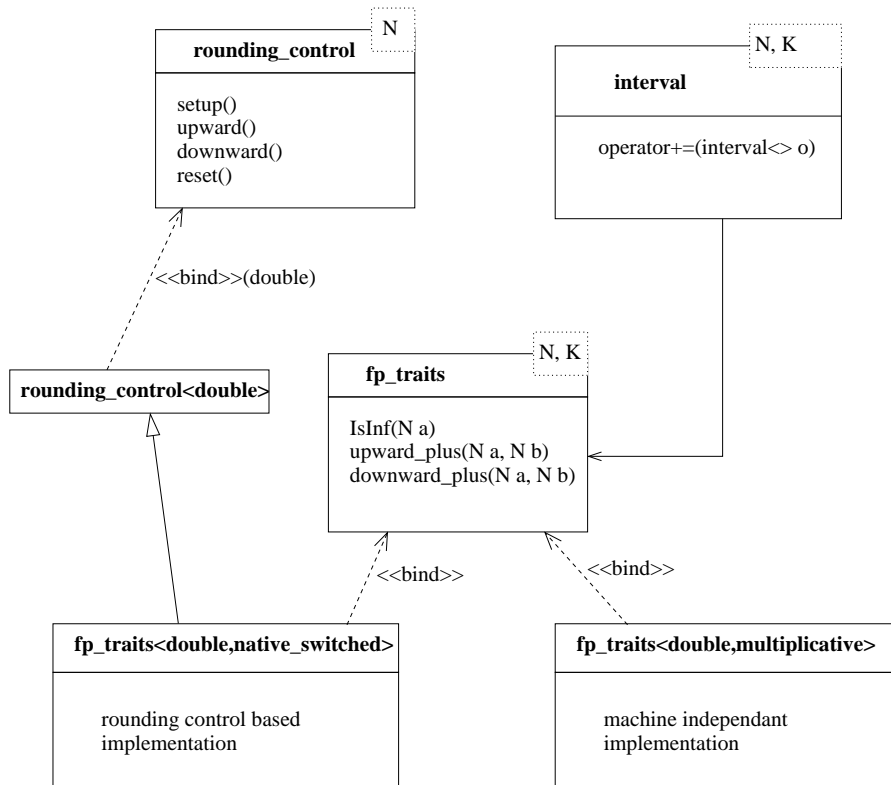 N
rounding_control
setup()
upward()
downward()
reset()
N, K
interval
operator+=(interval<> o)
<<bind>>(double)
rounding_control<double>
N, K
fp_traits
IsInf(N a)
upward_plus(N a, N b)
downward_plus(N a, N b)
<<bind>>
<<bind>>
fp_traits<double,native_switched>
rounding control based
implementation
fp_traits<double,multiplicative>
machine independant
implementation